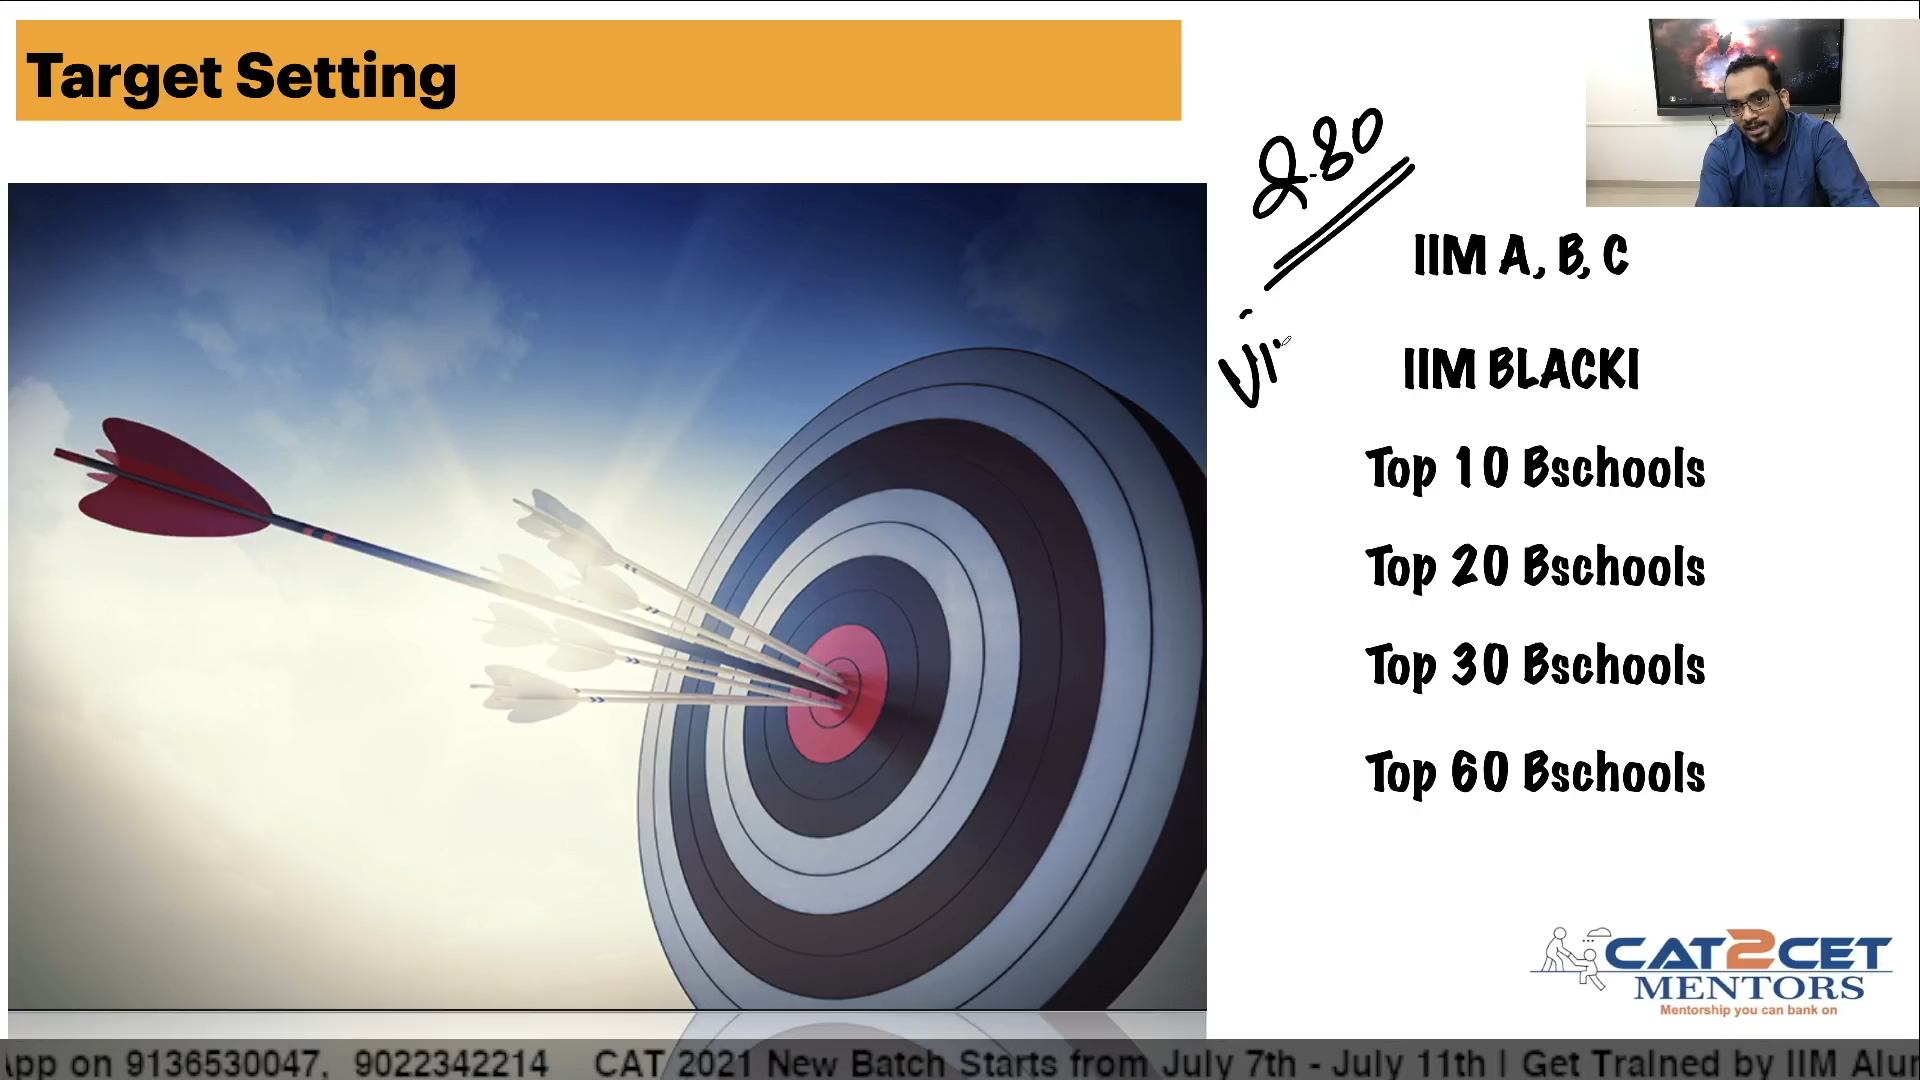 Target Setting
2.80
IIM A, B, C
IIM BLACKI
Top 10 Bschools
Top 20 Bschools
Top 30 Bschools
Top 60 Bschools
CAT2CET
MENTORS
Mentorship you can bank on
App on 9136530047, 9022342214 CAT 2021 New Batch Starts from July 7th - July 11th | Get Trained by IIM